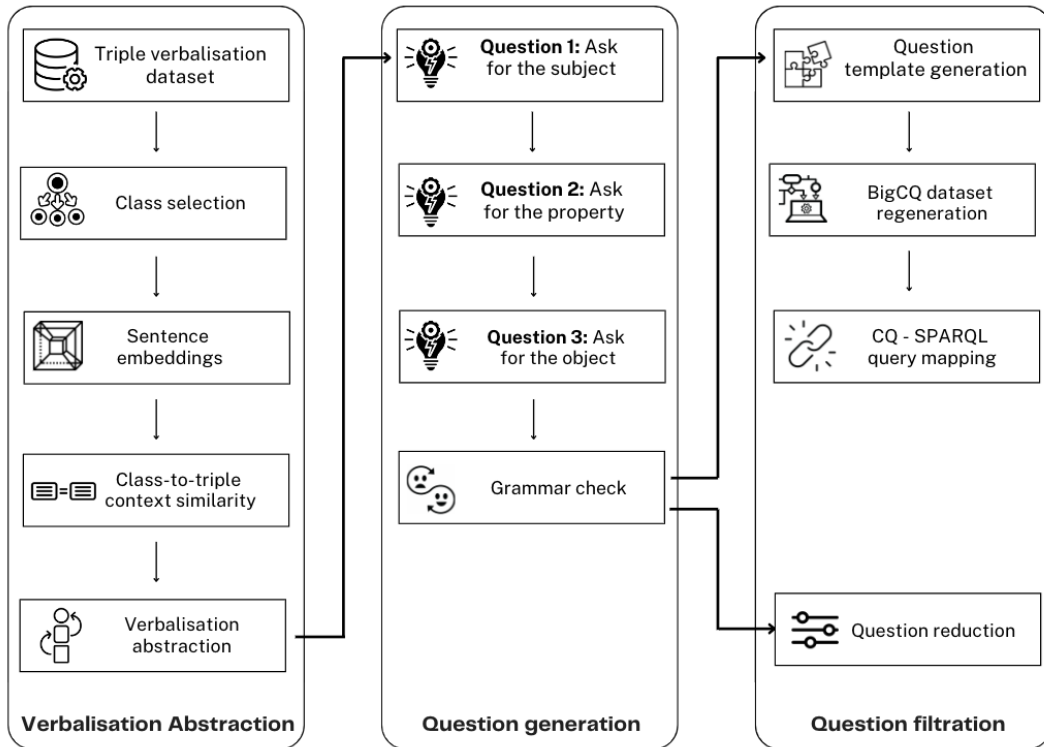 Triple verbalisation
dataset
Class selection
Sentence
embeddings
Class-to-triple
context similarity
Verbalisation
abstraction
Verbalisation Abstraction
Question 1: Ask
for the subject
Question 2: Ask
for the property
Question 3: Ask
for the object
Grammar check
Question generation
Question
template generation
BigCQ dataset
regeneration
CQ - SPARQL
query mapping
Question reduction
Question filtration